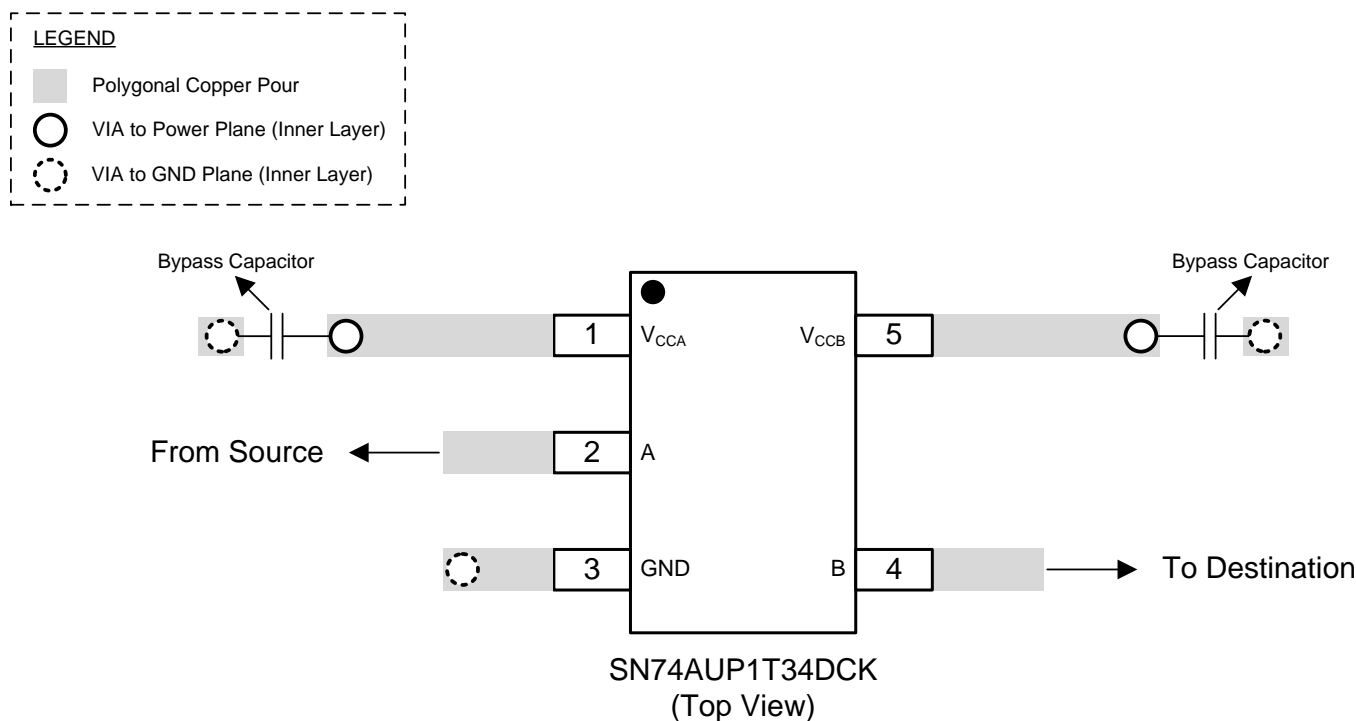 LEGEND
Polygonal Copper Pour
VIA to Power Plane (Inner Layer)
VIA to GND Plane (Inner Layer)
Bypass Capacitor
Bypass Capacitor
1
VCCA
VCCB
5
From Source
2
A
3
GND
B
4
To Destination
SN74AUP1T34DCK
(Top View)